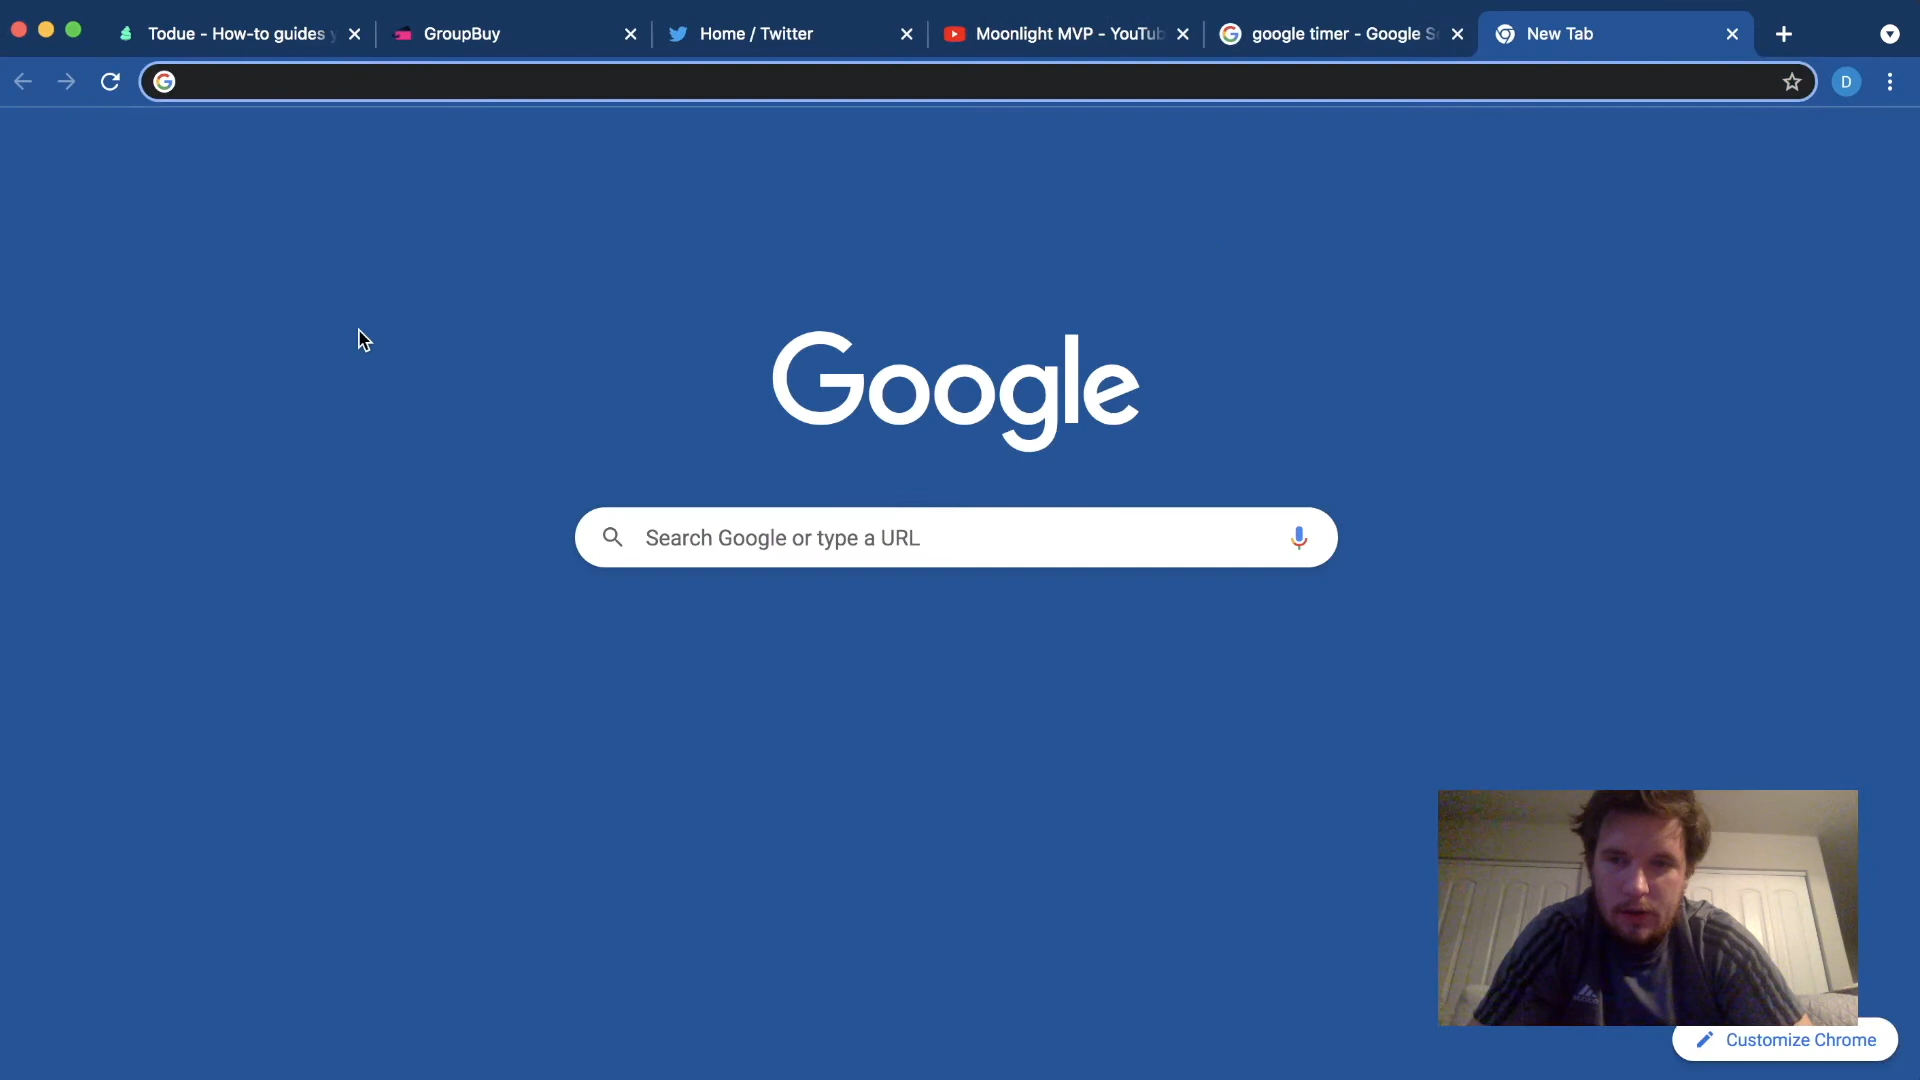 Todue - How-to guides
GroupBuy
Home / Twitter
Moonlight MVP - YouTub
google timer - Google S
New Tab
D
Google
Search Google or type a URL
Customize Chrome